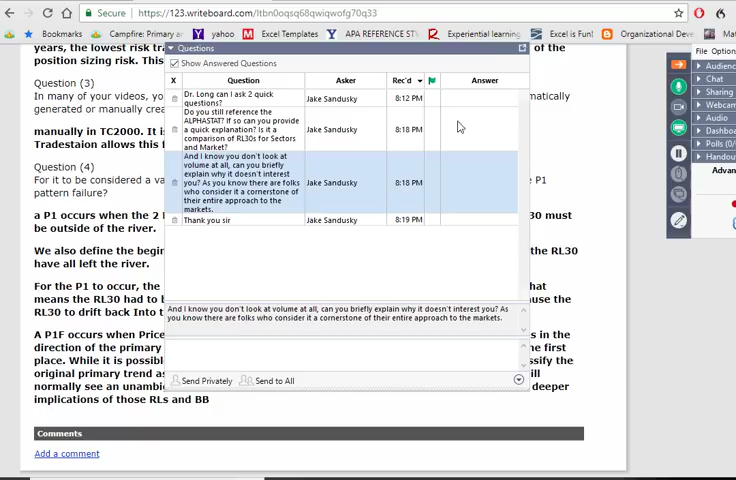 Secure https://123.writeboard.com/ltbn0oqsq68qwiqwofg70q33
Apps Primary Campfire: Primary a yahoo Excel Templates APA REFERENCE STY Experiential learning Excel is Fun! Organizational Devel Mat
years, the lowest risk tra of the
position sizing risk. This
Question (3)
In many of your videos, yo matically
generated or manually crea
manually in TC2000. It is
Tradestaion allows this f
Question (4)
For it to be considered a va e P1
pattern failure?
a P1 occurs when the 2 30 must
be outside of the river.
We also define the begin the RL30
have all left the river.
For the P1 to occur, the hat
means the RL30 had to b use the
RL30 to drift back Into t
A P1F occurs when Price s in the
direction of the primary e first
place. While it is possible ssify the
original primary trend as ill
normally see an unambig deeper
implications of those RLs and BB
Comments
Add a comment
Questions
Show Answered Questions
X Question Asker Rec'd Answer
Dr. Long can I ask 2 quick
questions? Jake Sandusky 8:12 PM
Do you still reference the
ALPHASTAT? If so can you provide
a quick explanation? Is it a Jake Sandusky 8:18 PM
comparison of RL30s for Sectors
and Market?
And I know you don't look at
volume at all, can you briefly
explain why it doesn't interest
you? As you know there are folks Jake Sandusky 8:18 PM
who consider it a cornerstone of
their entire approach to the
markets.
Thank you sir Jake Sandusky 8:19 PM
And I know you don't look at volume at all, can you briefly explain why it doesn't interest you? As
you know there are folks who consider it a cornerstone of their entire approach to the markets.
Send Privately Send to All
File Options
Audienc
Chat
Sharing
Webcam
Audio
Dashboa
Polls (0/
Handout
Advan